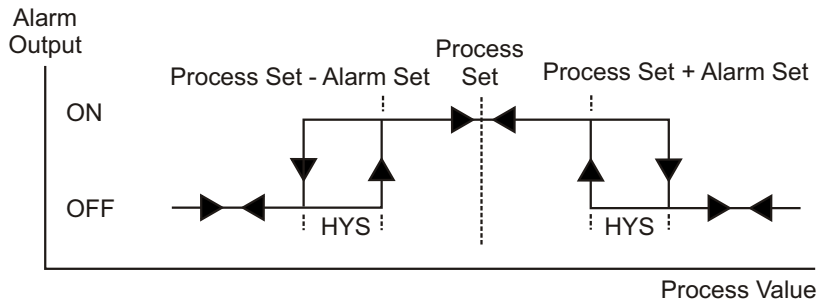 Alarm
Output
Process
Set
Process Set - Alarm Set
Process Set + Alarm Set
ON
OFF
HYS
HYS
Process Value